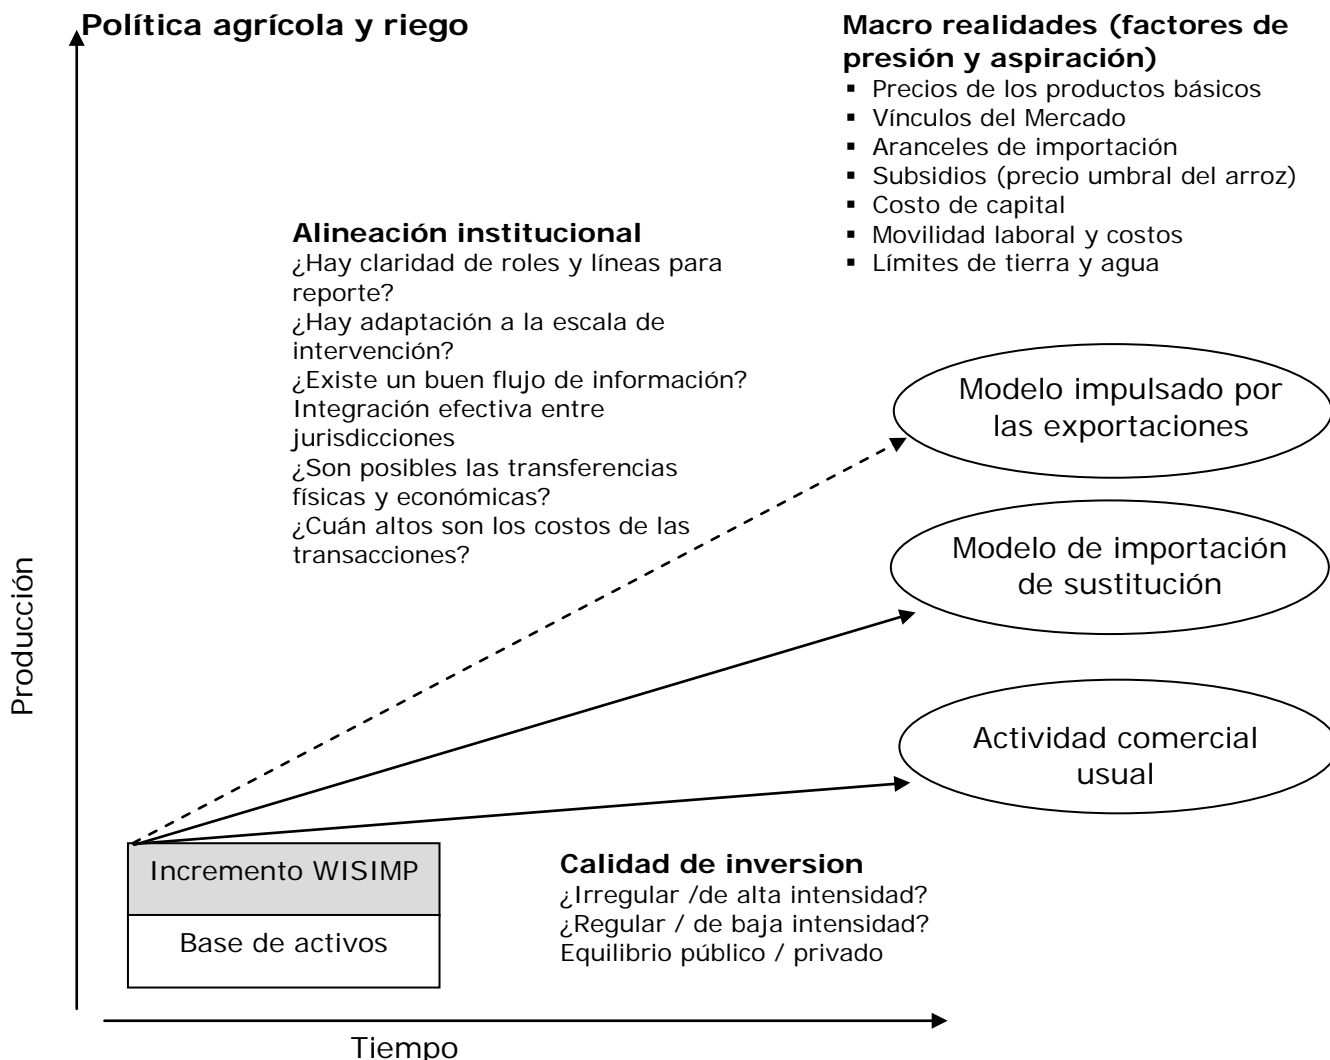 Política agrícola y riego
Macro realidades (factores de
presión y aspiración)
▪ Precios de los productos básicos
▪ Vínculos del Mercado
▪ Aranceles de importación
▪ Subsidios (precio umbral del arroz)
▪ Costo de capital
▪ Movilidad laboral y costos
▪ Límites de tierra y agua
Alineación institucional
¿Hay claridad de roles y líneas para
reporte?
¿Hay adaptación a la escala de
intervención?
¿Existe un buen flujo de información?
Integración efectiva entre
jurisdicciones
¿Son posibles las transferencias
físicas y económicas?
¿Cuán altos son los costos de las
transacciones?
Modelo impulsado por
las exportaciones
Modelo de importación
de sustitución
Actividad comercial
usual
Producción
Incremento WISIMP
Base de activos
Calidad de inversion
¿Irregular /de alta intensidad?
¿Regular / de baja intensidad?
Equilibrio público / privado
Tiempo